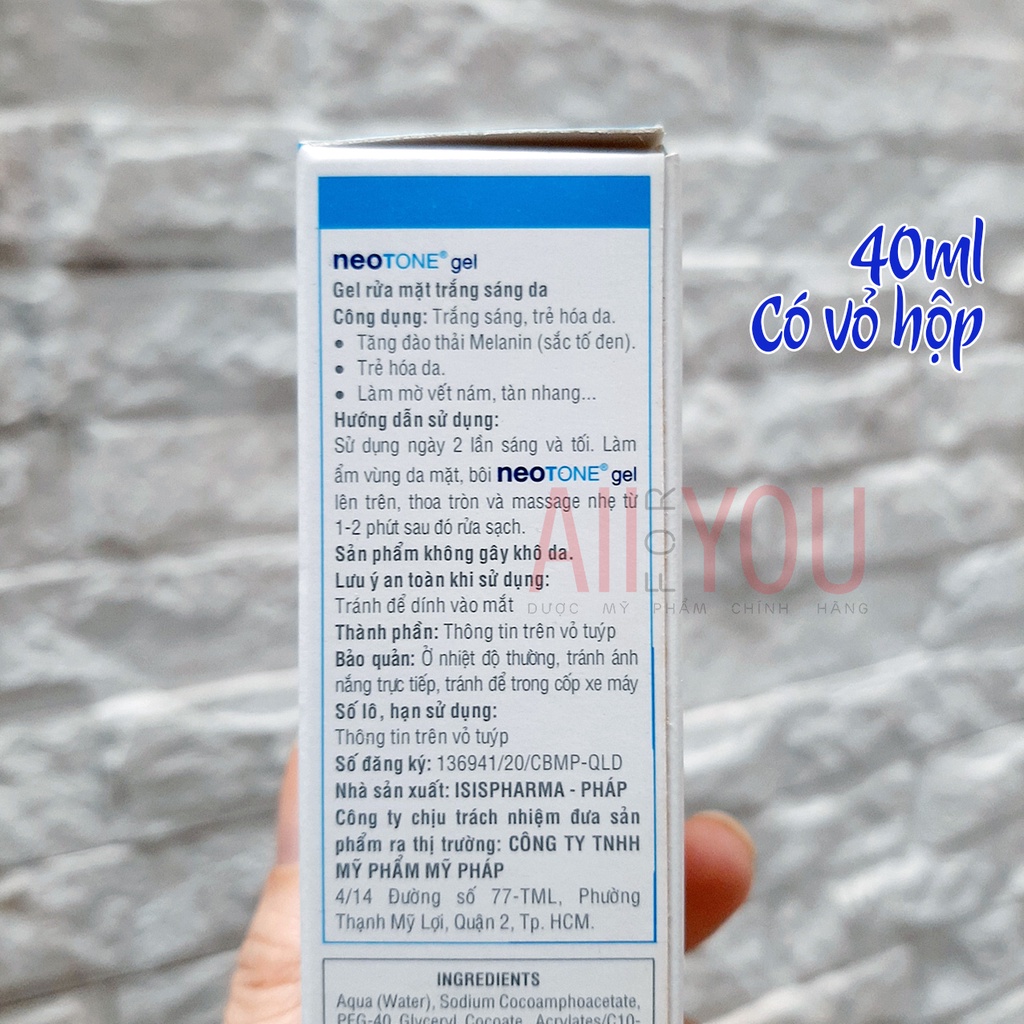 neoTONE® gel
Gel rửa mặt trắng sáng da
Công dụng: Trắng sáng, trẻ hóa da.
• Tăng đào thải Melanin (sắc tố đen).
• Trẻ hóa da.
• Làm mờ vết nám, tàn nhang...
Hướng dẫn sử dụng:
Sử dụng ngày 2 lần sáng và tối. Làm
ẩm vùng da mặt, bôi neoTONE® gel
lên trên, thoa tròn và massage nhẹ từ
1-2 phút sau đó rửa sạch.
Sản phẩm không gây khô da.
Lưu ý an toàn khi sử dụng:
Tránh để dính vào mắt
Thành phần: Thông tin trên vỏ tuýp
Bảo quản: Ở nhiệt độ thường, tránh ánh
nắng trực tiếp, tránh để trong cốp xe máy
Số lô, hạn sử dụng:
Thông tin trên vỏ tuýp
Số đăng ký: 136941/20/CBMP-QLD
Nhà sản xuất: ISISPHARMA - PHÁP
Công ty chịu trách nhiệm đưa sản
phẩm ra thị trường: CÔNG TY TNHH
MỸ PHẨM MỸ PHÁP
4/14 Đường số 77-TML, Phường
Thạnh Mỹ Lợi, Quận 2, Tp. HCM.
INGREDIENTS
Aqua (Water), Sodium Cocoamphoacetate,
PEG-40 Glyceryl Cocoate, Acrylates/C10-
40ml
Có vỏ hộp
All FOR YOU
DƯỢC MỸ PHẨM CHÍNH HÃNG